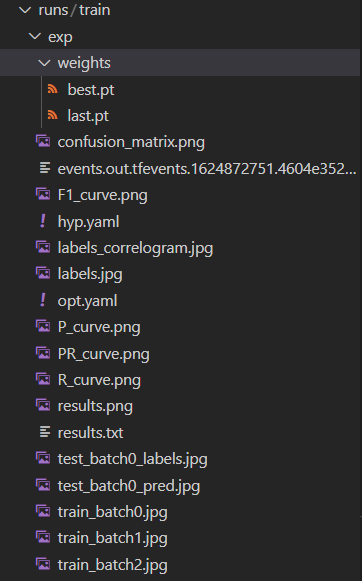 runs/train
exp
weights
best.pt
last.pt
confusion_matrix.png
events.out.tfevents.1624872751.4604e352...
F1_curve.png
hyp.yaml
labels_correlogram.jpg
labels.jpg
opt.yaml
P_curve.png
PR_curve.png
R_curve.png
results.png
results.txt
test_batch0_labels.jpg
test_batch0_pred.jpg
train_batch0.jpg
train_batch1.jpg
train_batch2.jpg